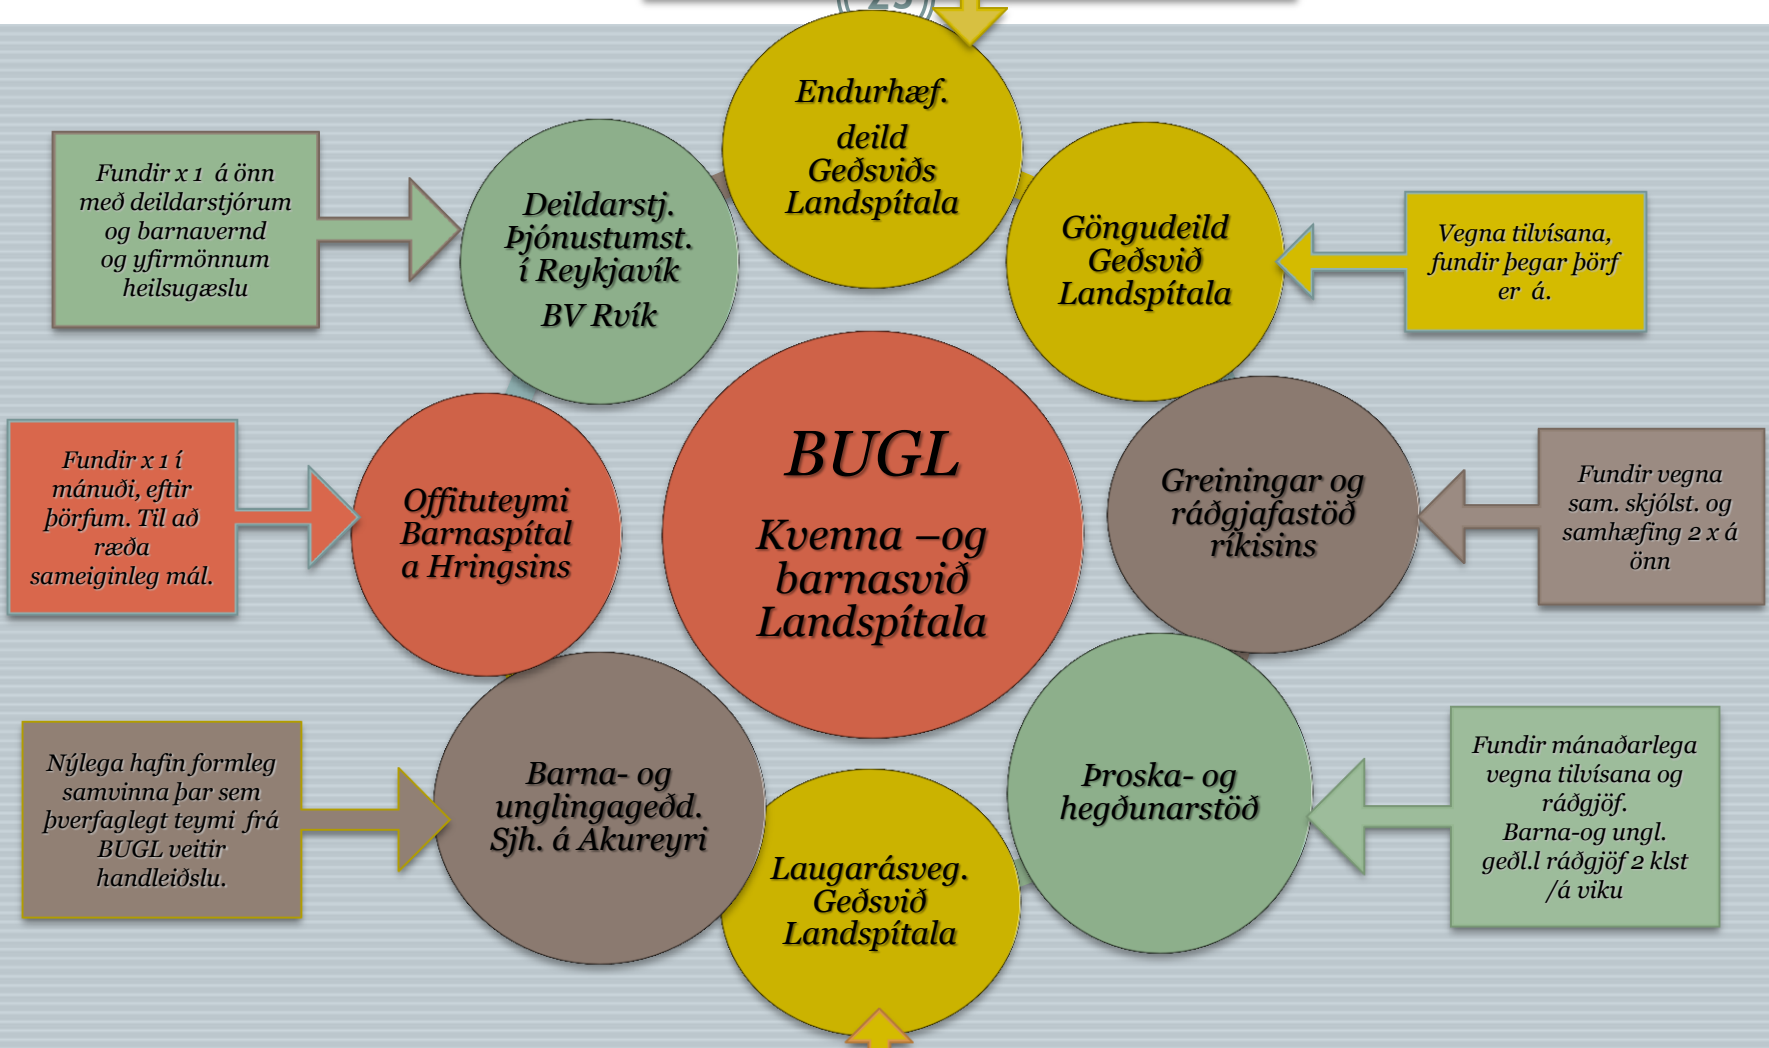 Endurhæf.
deild
Geðsviðs
Landspítala
Fundir x 1 á önn
með deildarstjórum
og barnavernd
og yfirmönnum
heilsugæslu
Deildarstj.
Þjónustumst.
í Reykjavík
BV Rvík
Göngudeild
Geðsvið
Landspítala
Vegna tilvísana,
fundir þegar þörf
er á.
Fundir x 1 í
mánuði, eftir
þörfum. Til að
ræða
sameiginleg mál.
Offituteymi
Barnaspítal
a Hringsins
BUGL
Kvenna –og
barnasvið
Landspítala
Greiningar og
ráðgjafastöð
ríkisins
Fundir vegna
sam. skjólst. og
samhæfing 2 x á
önn
Nýlega hafin formleg
samvinna þar sem
þverfaglegt teymi frá
BUGL veitir
handleiðslu.
Barna- og
unglingageðd.
Sjh. á Akureyri
Laugarásveg.
Geðsvið
Landspítala
Þroska- og
hegðunarstöð
Fundir mánaðarlega
vegna tilvísana og
ráðgjöf.
Barna-og ungl.
geðl.l ráðgjöf 2 klst
/á viku